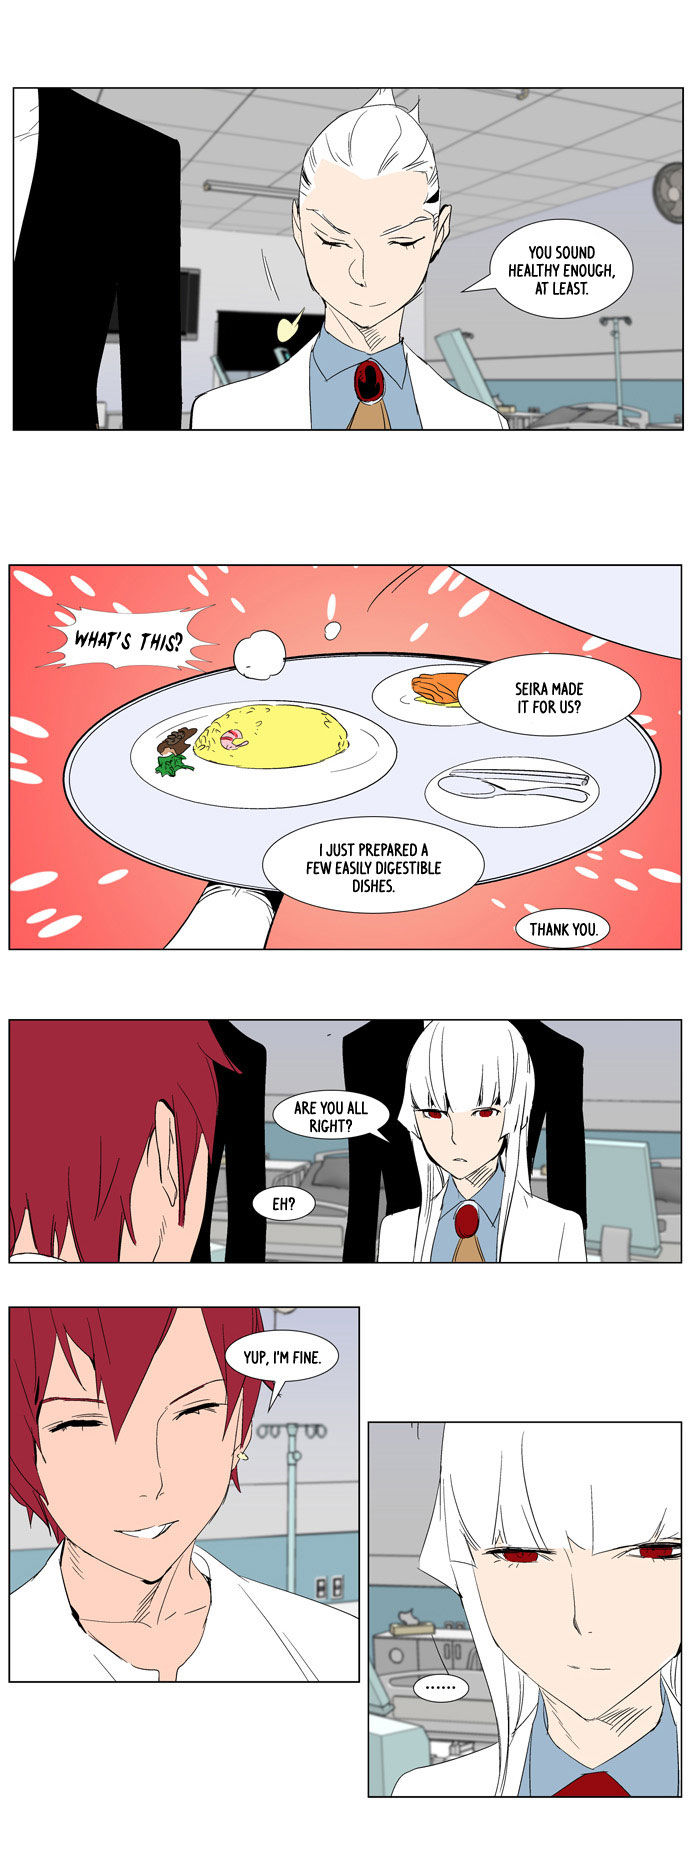 YOU SOUND
HEALTHY ENOUGH,
AT LEAST.
WHAT'S THIS?
SEIRA MADE
IT FOR US?
I JUST PREPARED A
FEW EASILY DIGESTIBLE
DISHES.
THANK YOU.
ARE YOU ALL
RIGHT?
EH?
YUP, I'M FINE.
......